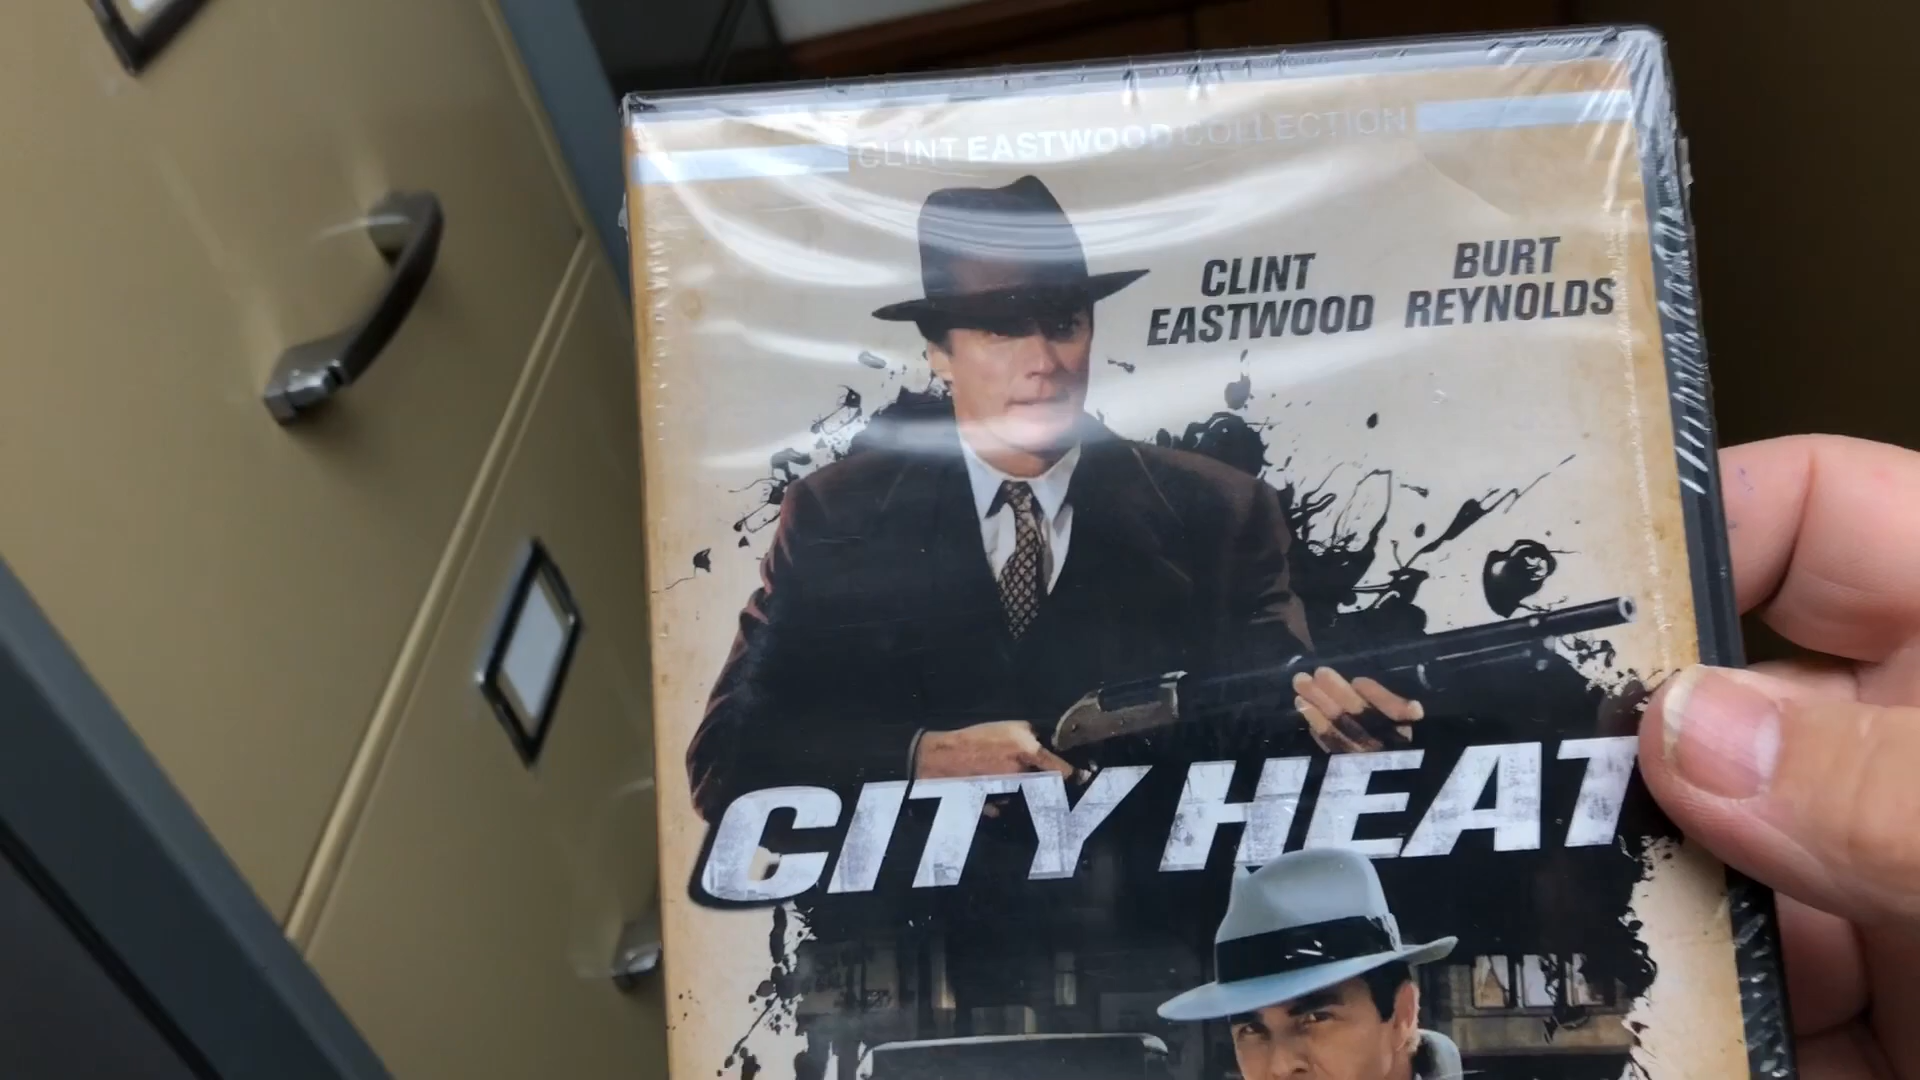 CLINT EASTWOOD COLLECTION
CLINT
EASTWOOD
BURT
REYNOLDS
CITY HEAT